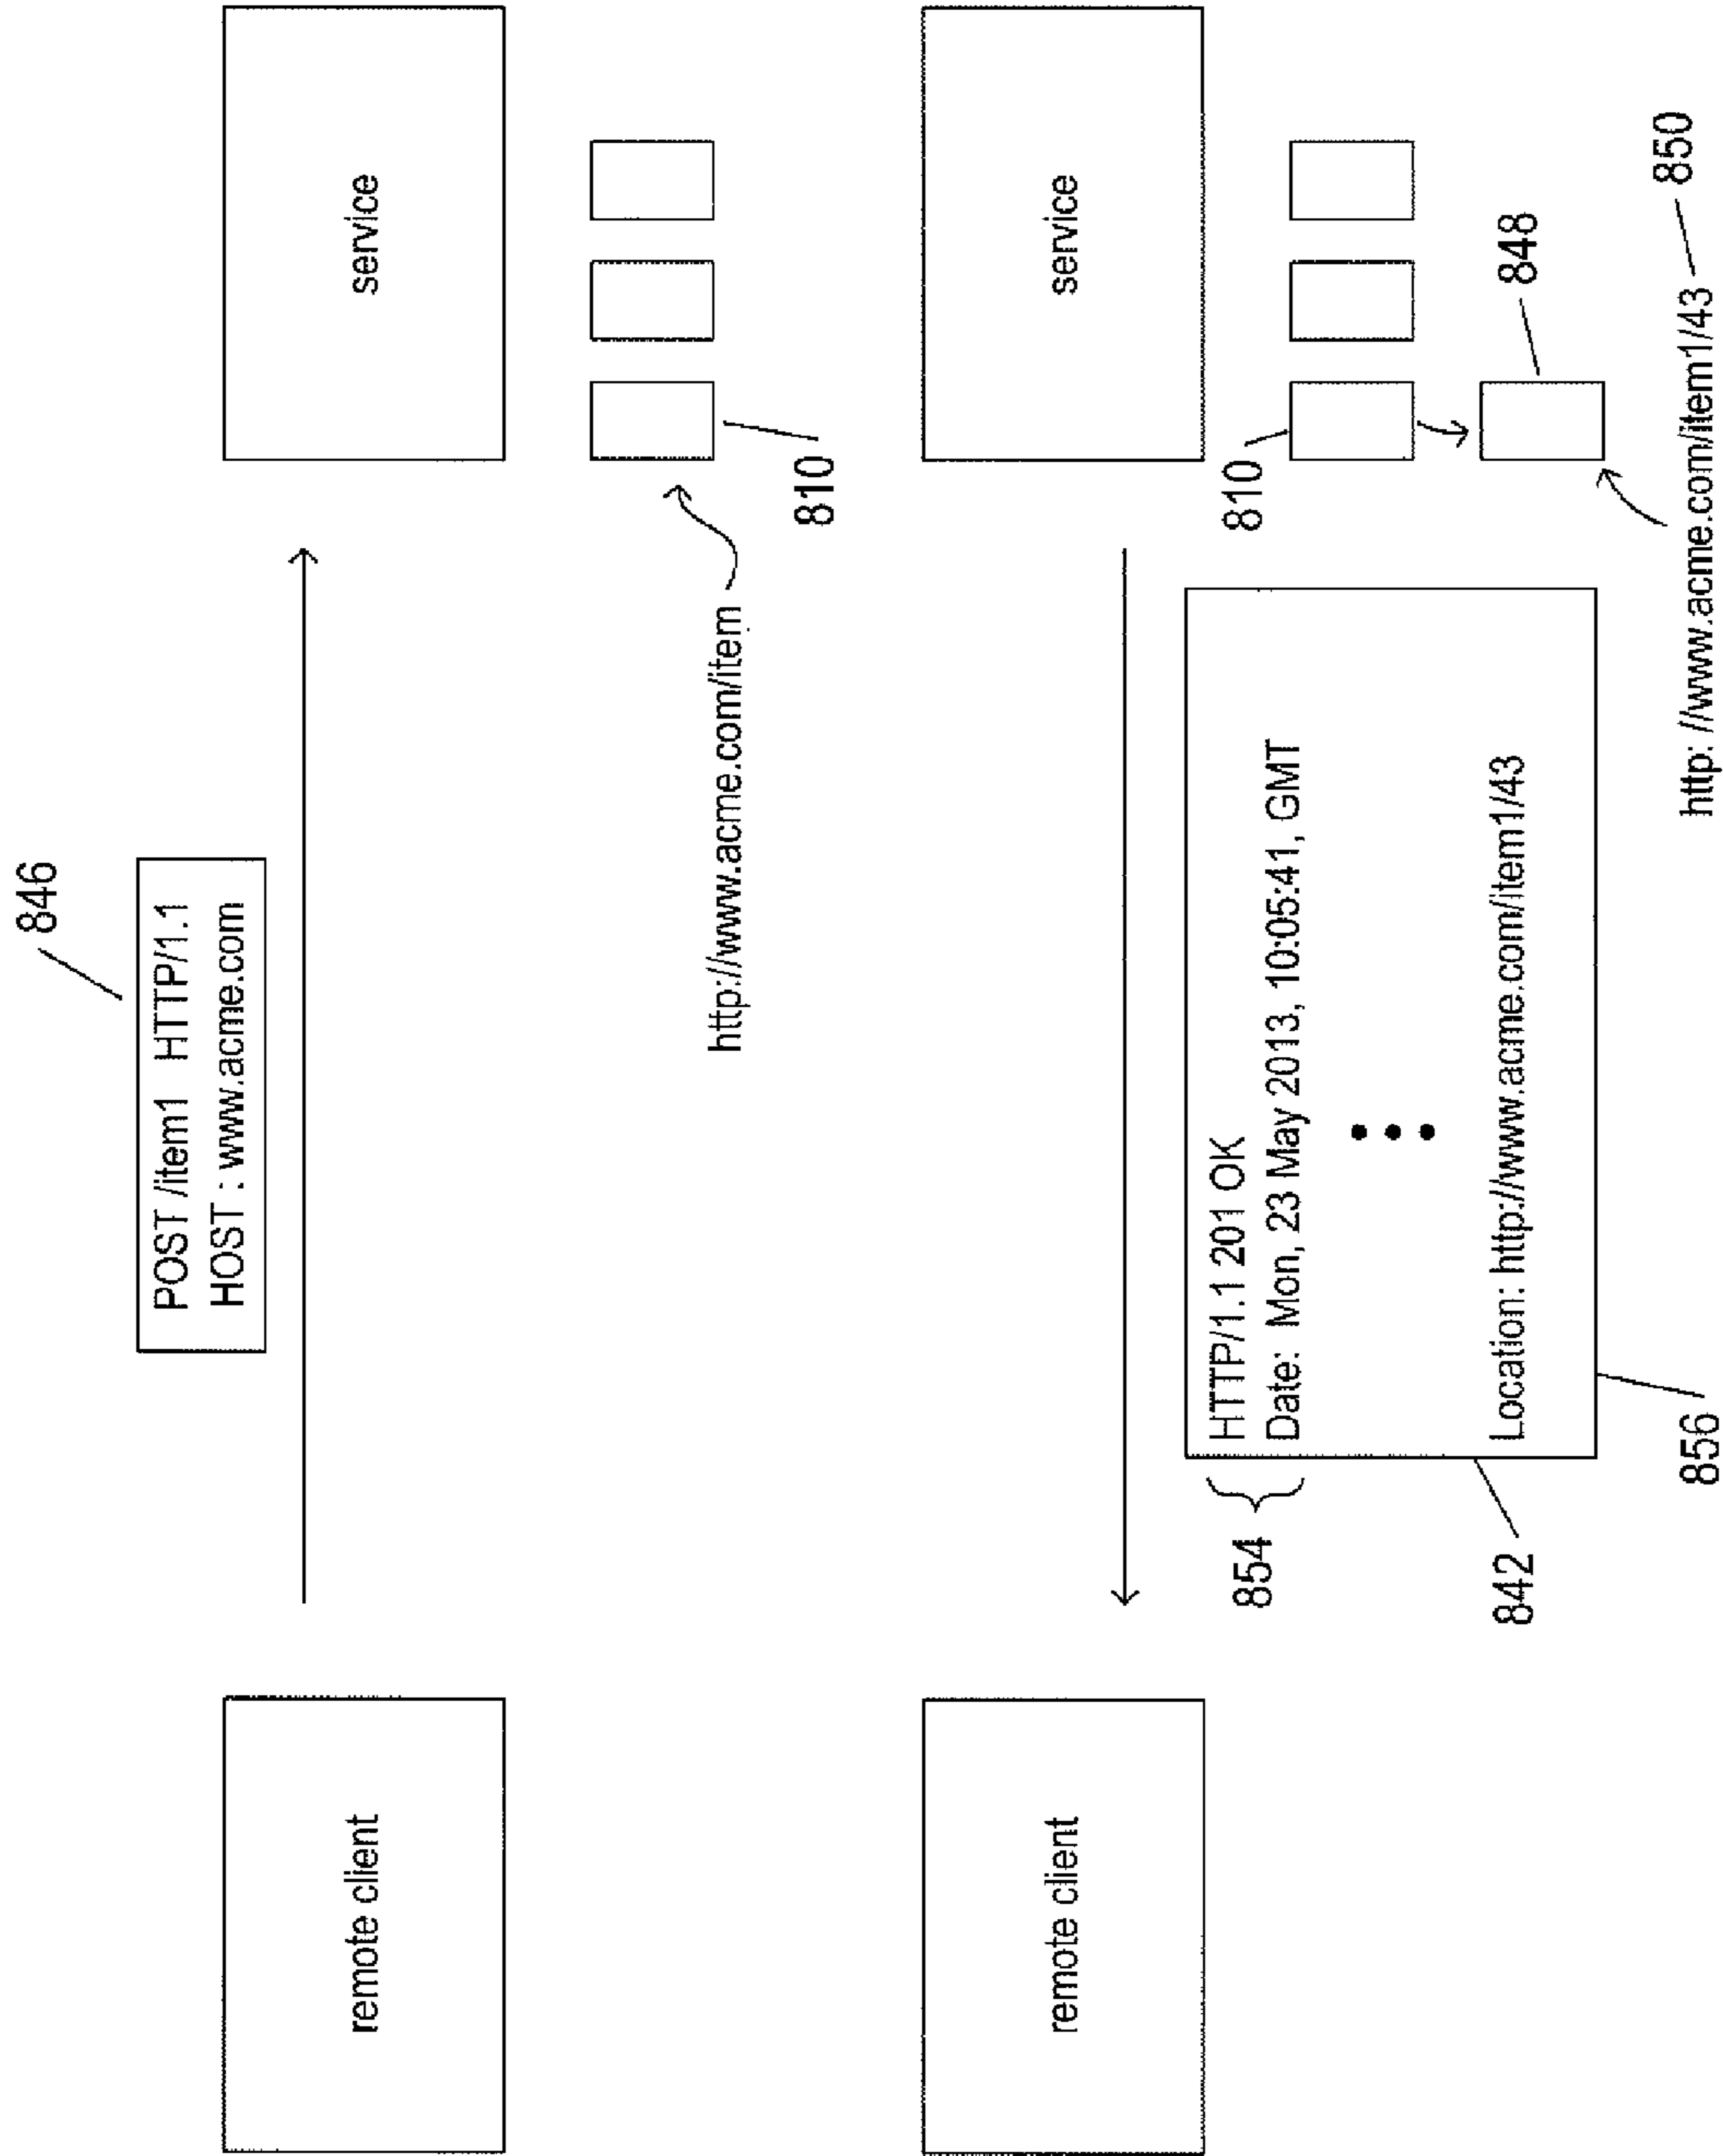 846
POST /item1 HTTP/1.1
HOST : www.acme.com
remote client
service
810
http://www.acme.com/item
remote client
service
810
854
HTTP/1.1 201 OK
Date: Mon, 23 May 2013, 10:05:41, GMT
Location: http://www.acme.com/item1/43
842
856
848
http: //www.acme.com/item1/43
850